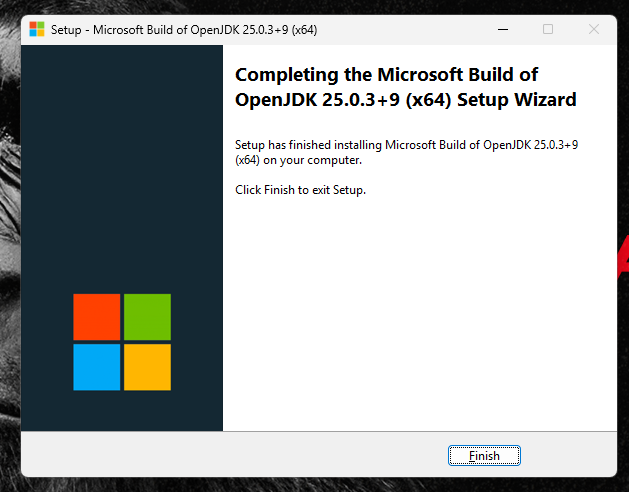 Setup - Microsoft Build of OpenJDK 25.0.3+9 (x64)
Completing the Microsoft Build of
OpenJDK 25.0.3+9 (x64) Setup Wizard
Setup has finished installing Microsoft Build of OpenJDK 25.0.3+9
(x64) on your computer.
Click Finish to exit Setup.
Finish